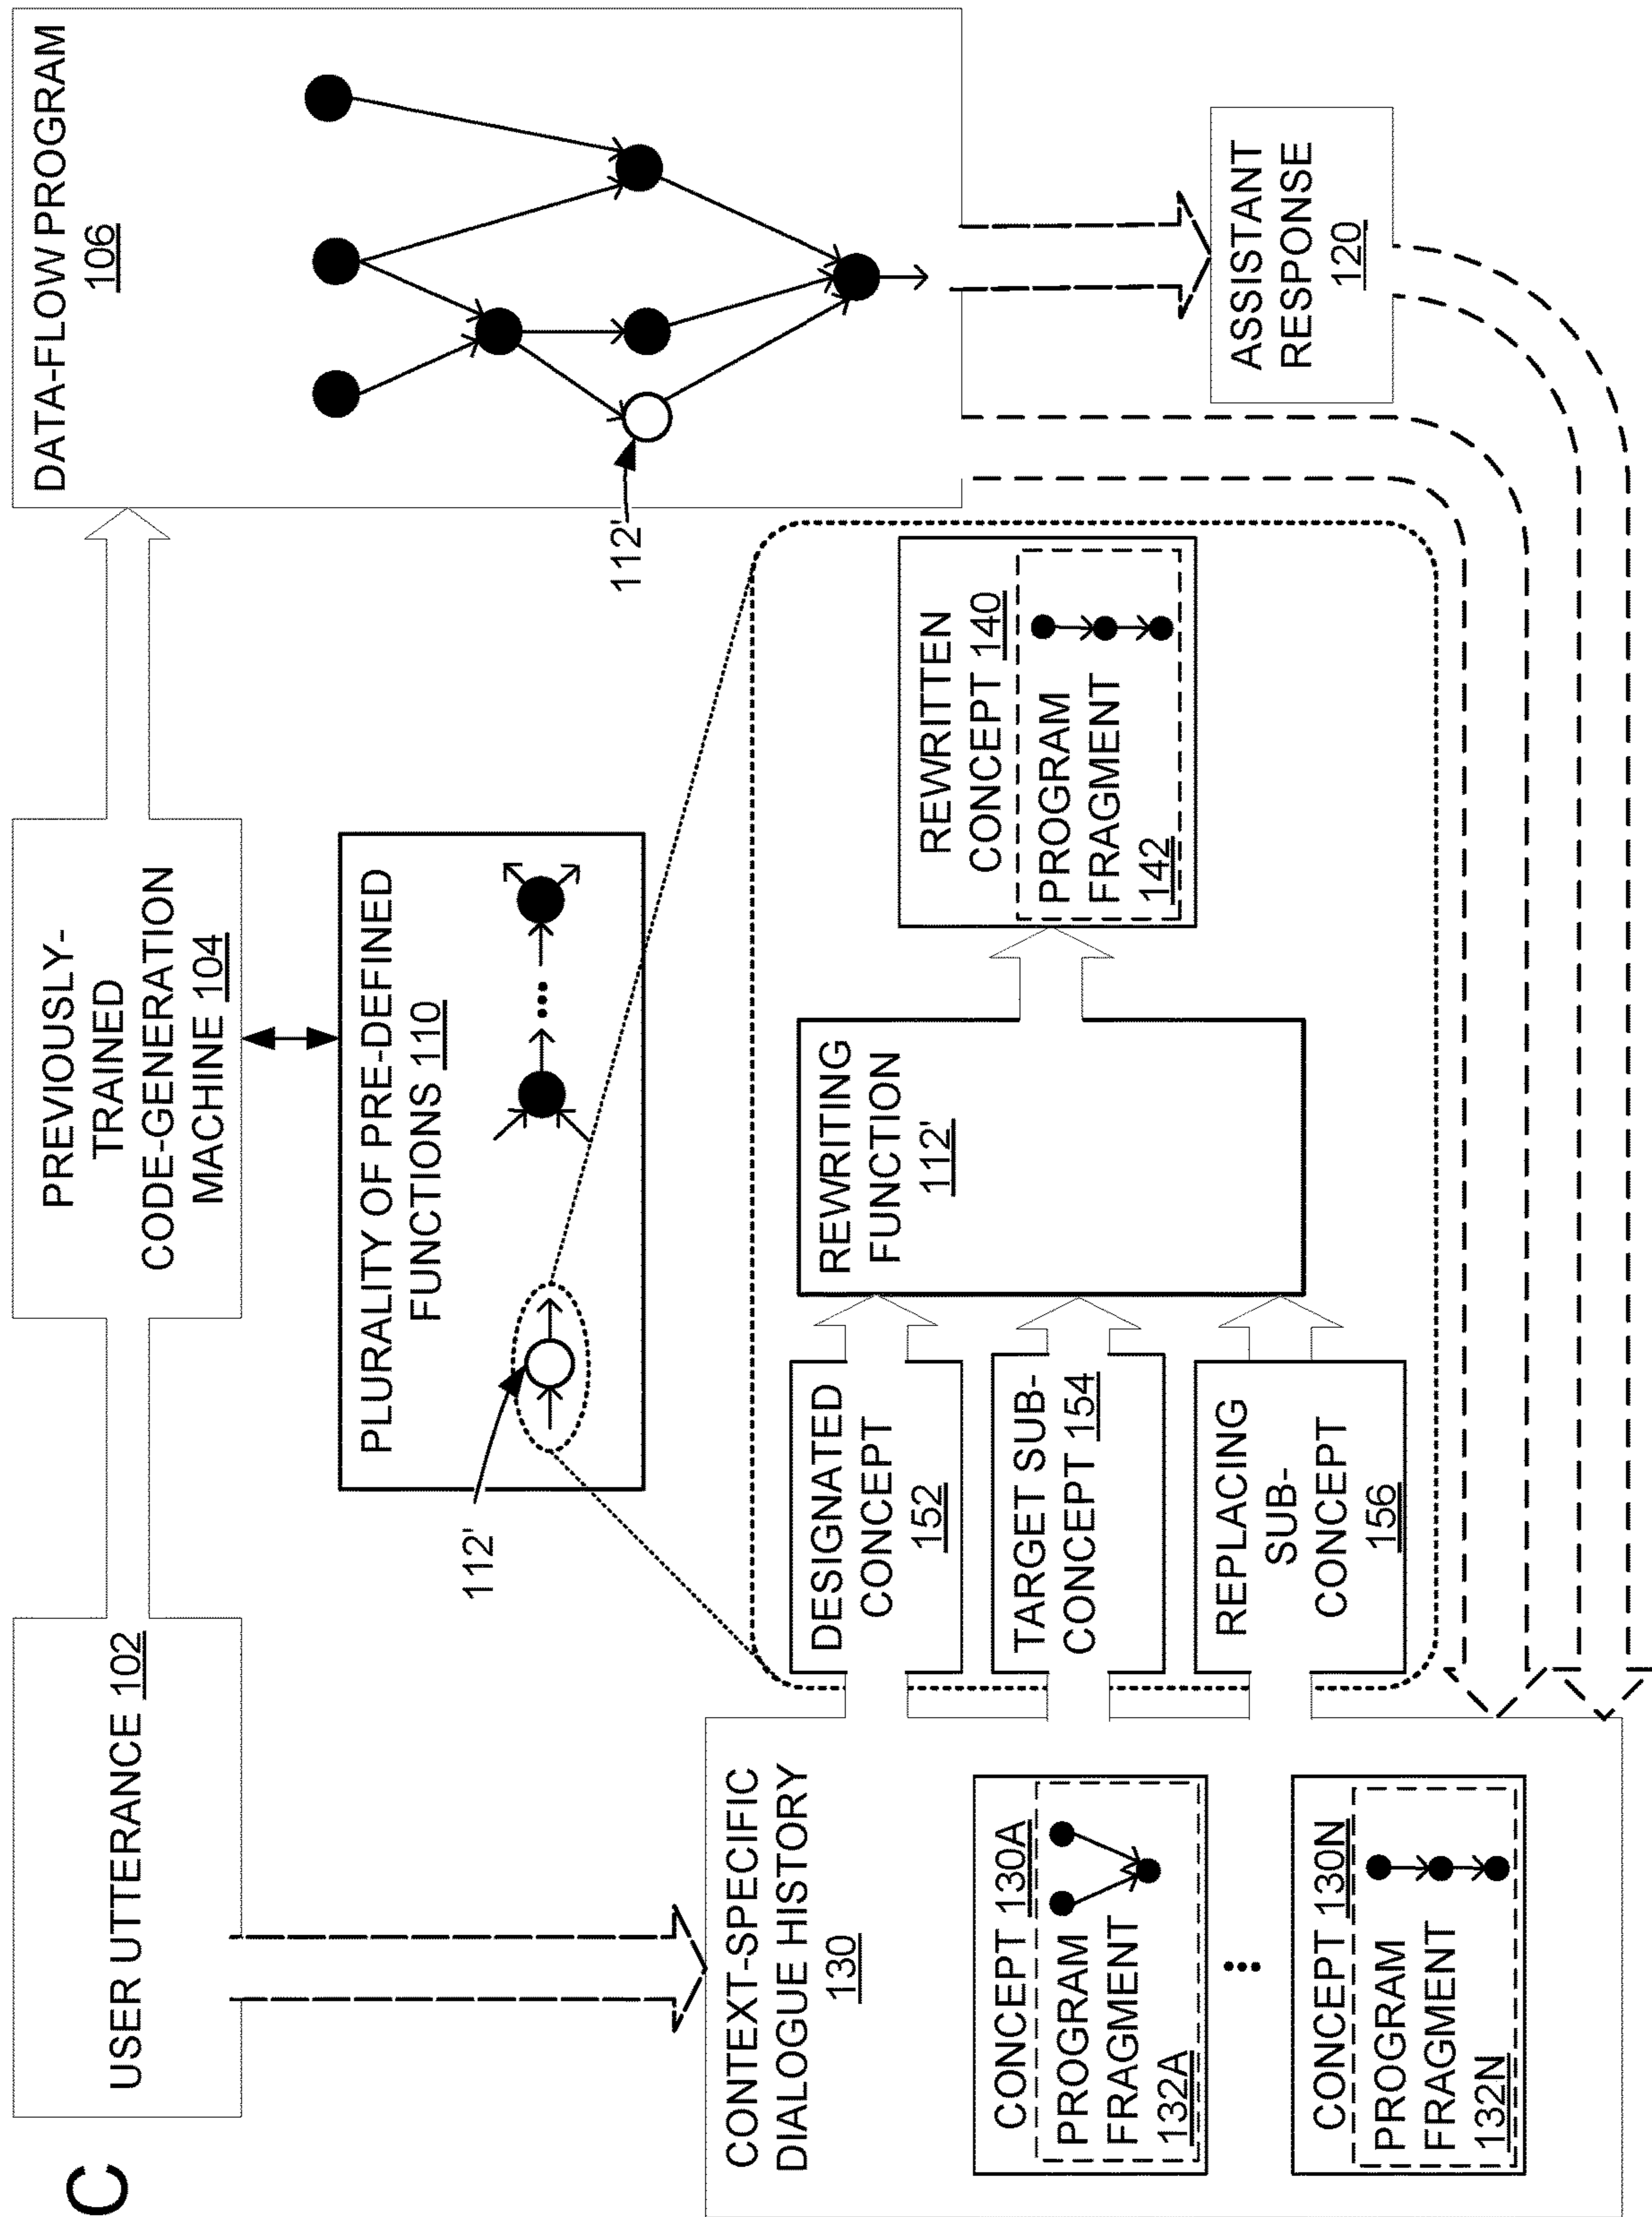 C
USER UTTERANCE 102
PREVIOUSLY-
TRAINED
CODE-GENERATION
MACHINE 104
DATA-FLOW PROGRAM
106
112'
PLURALITY OF PRE-DEFINED
FUNCTIONS 110
112'
CONTEXT-SPECIFIC
DIALOGUE HISTORY
130
CONCEPT 130A
PROGRAM
FRAGMENT
132A
CONCEPT 130N
PROGRAM
FRAGMENT
132N
DESIGNATED
CONCEPT
152
TARGET SUB-
CONCEPT 154
REPLACING
SUB-
CONCEPT
156
REWRITING
FUNCTION
112'
REWRITTEN
CONCEPT 140
PROGRAM
FRAGMENT
142
ASSISTANT
RESPONSE
120